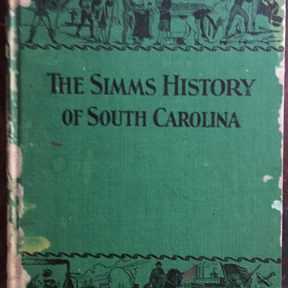 THE SIMMS HISTORY
OF SOUTH CAROLINA